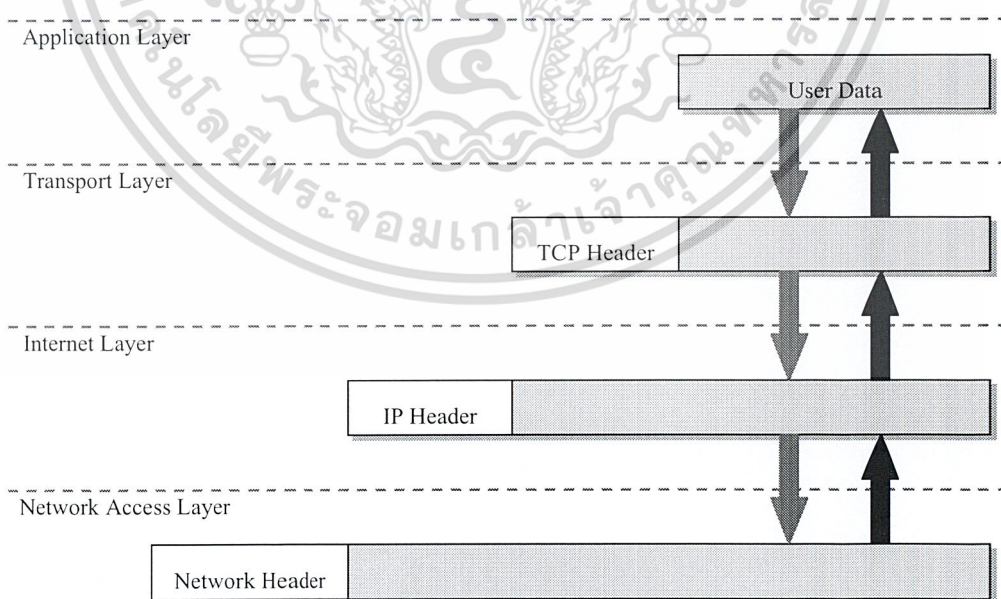 Application Layer
User Data
Transport Layer
TCP Header
Internet Layer
IP Header
Network Access Layer
Network Header